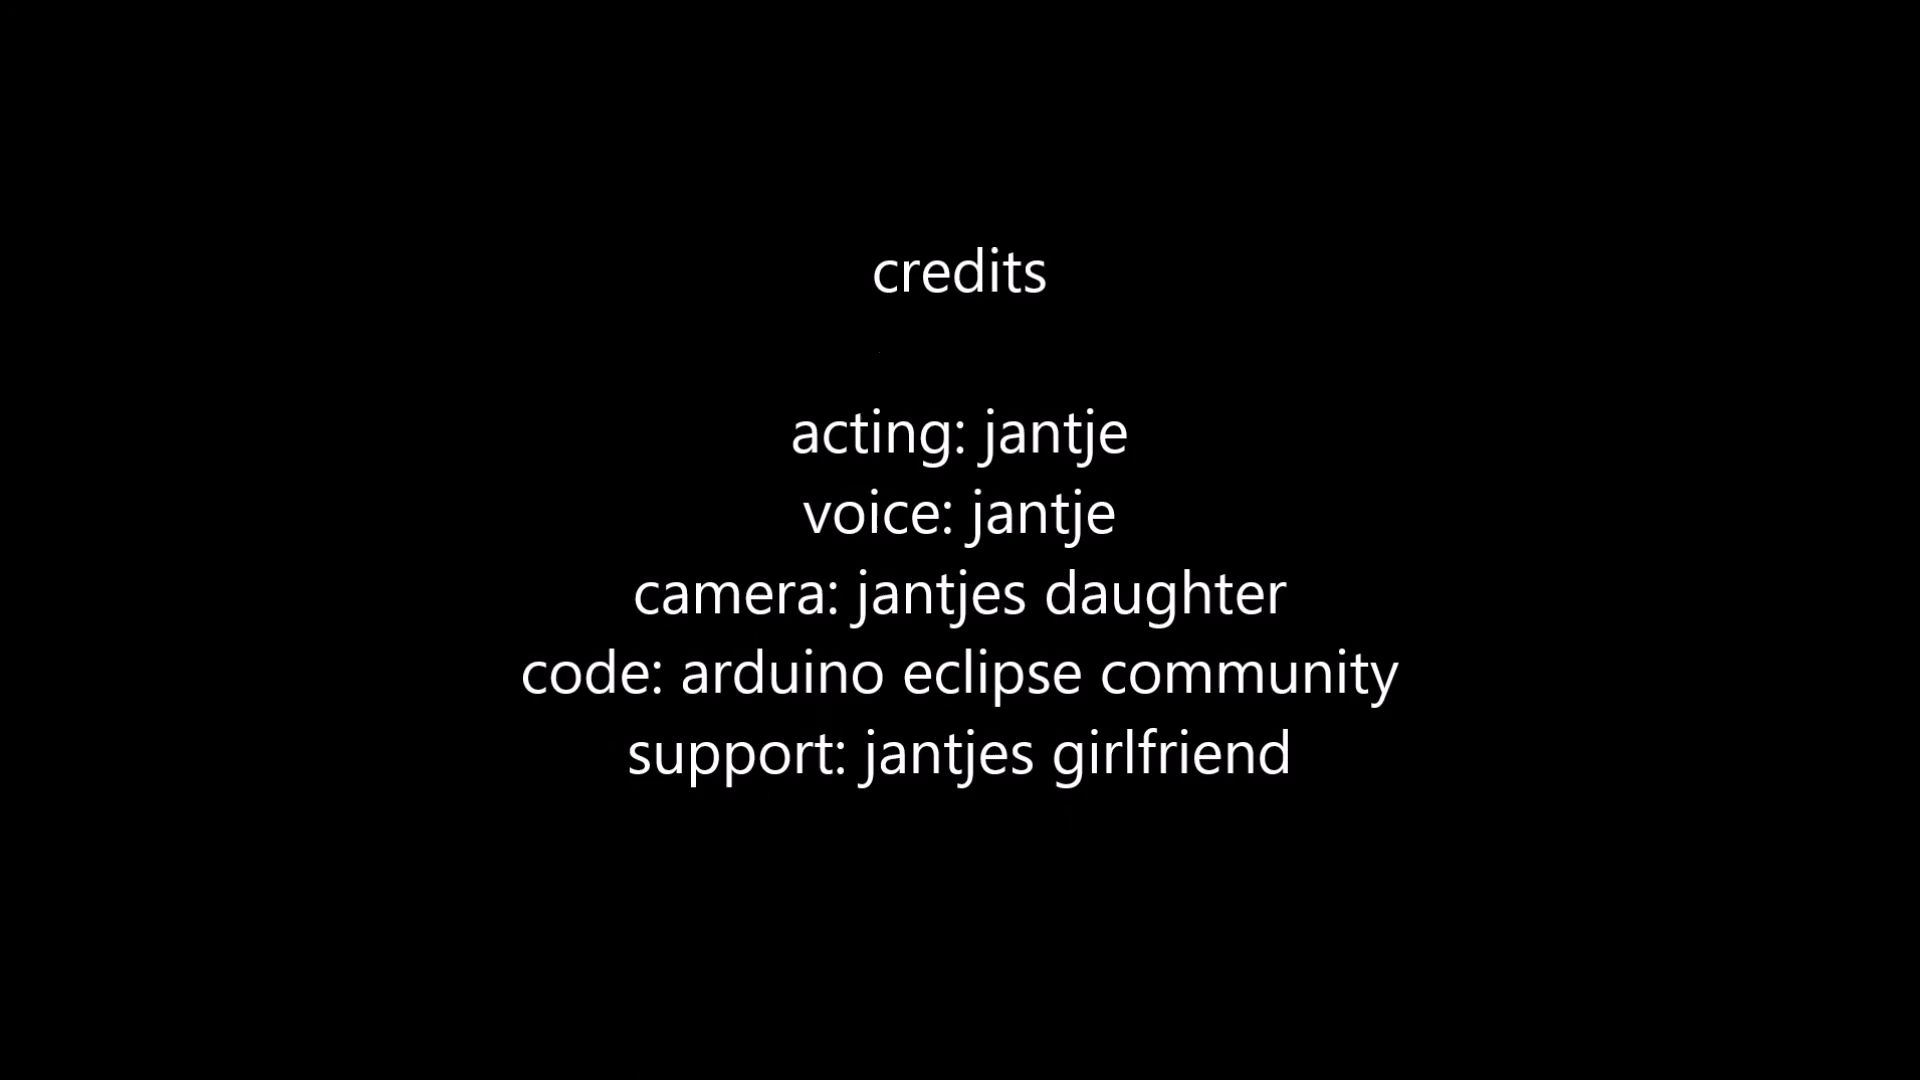 credits
acting: jantje
voice: jantje
camera: jantjes daughter
code: arduino eclipse community
support: jantjes girlfriend